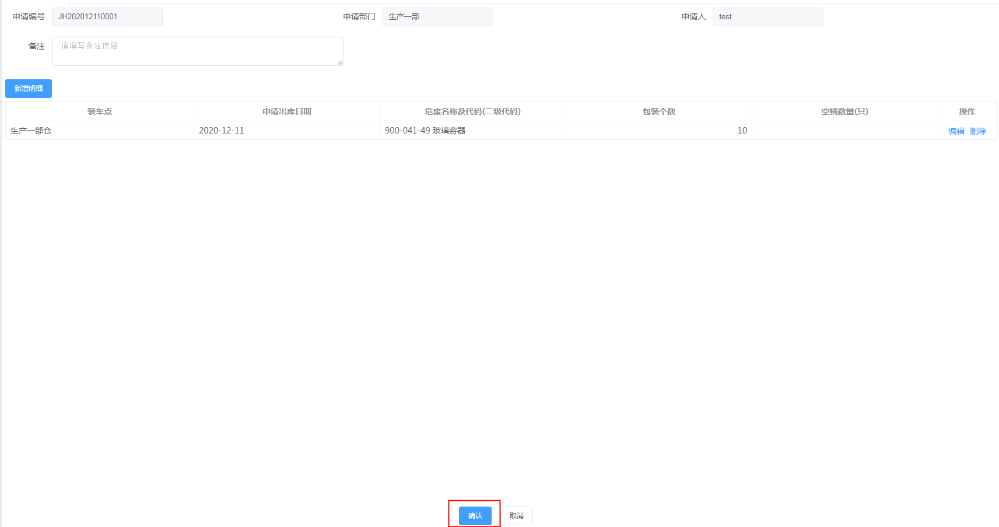 申请编号 JH202012110001 申请部门 生产一部 申请人 test
备注 请填写备注信息
新增明细
装车点 申请出库日期 危废名称及代码(二级代码) 包装个数 空桶数量(只) 操作
生产一部仓 2020-12-11 900-041-49 玻璃容器 10 编辑 删除
确认 取消